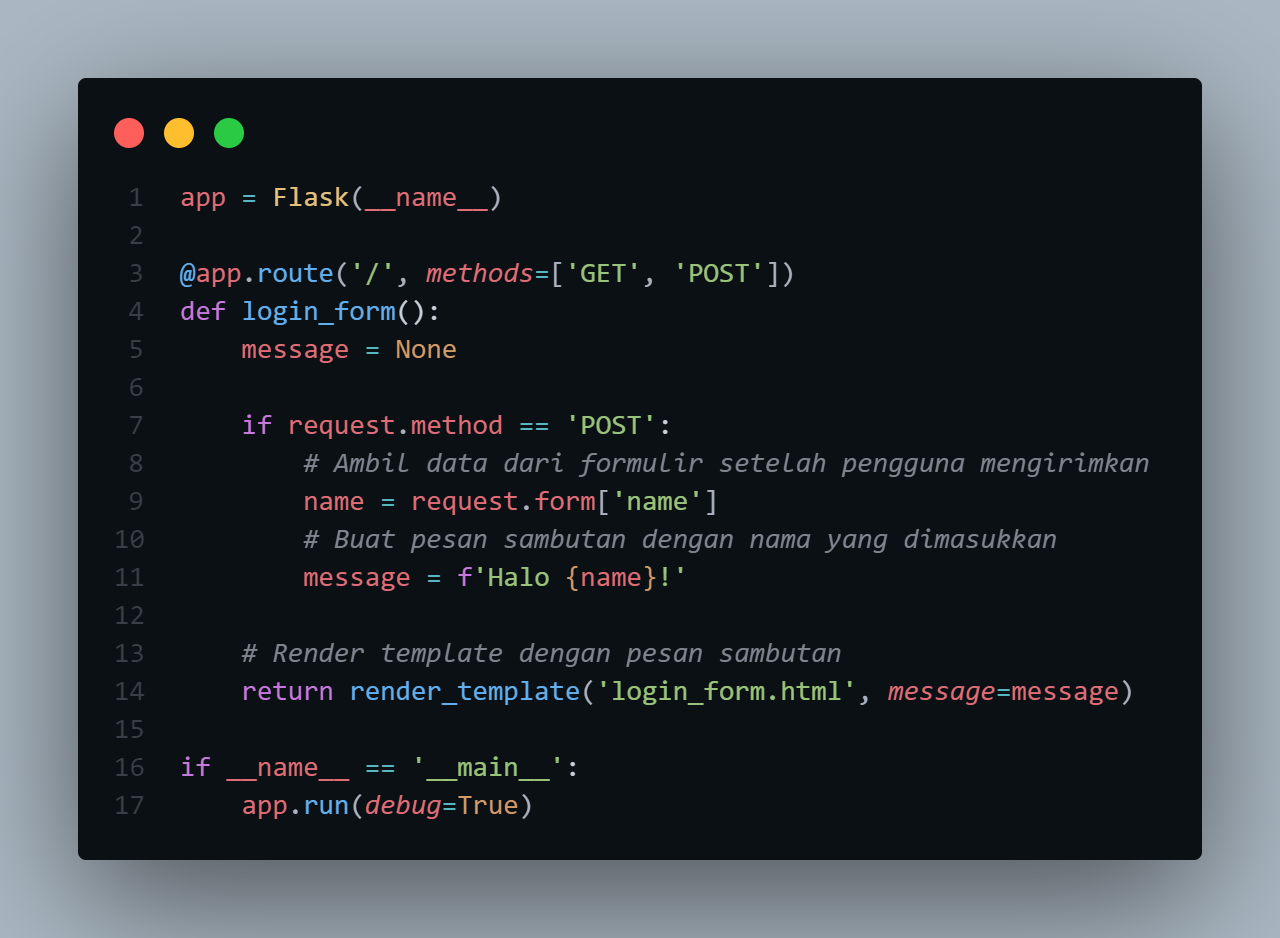 1 app = Flask(__name__)
2
3 @app.route('/', methods=['GET', 'POST'])
4 def login_form():
5     message = None
6
7     if request.method == 'POST':
8         # Ambil data dari formulir setelah pengguna mengirimkan
9         name = request.form['name']
10         # Buat pesan sambutan dengan nama yang dimasukkan
11         message = f'Halo {name}!'
12
13     # Render template dengan pesan sambutan
14     return render_template('login_form.html', message=message)
15
16 if __name__ == '__main__':
17     app.run(debug=True)